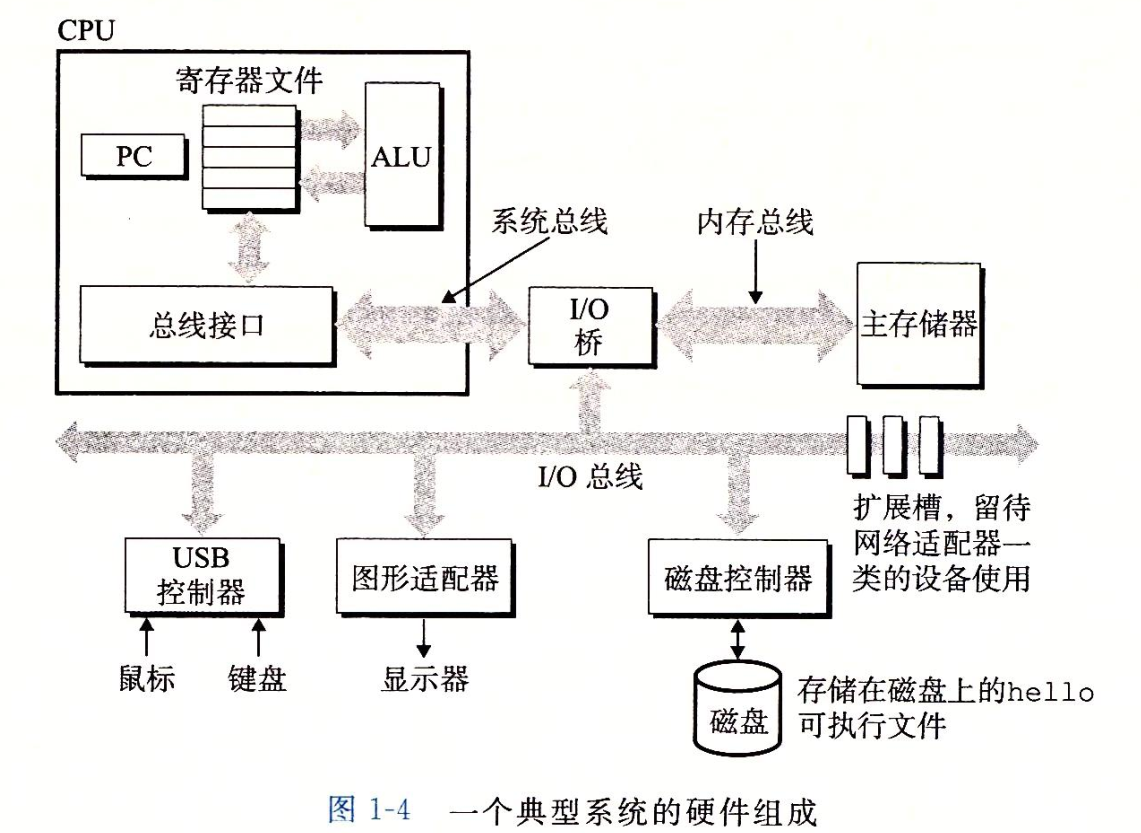 CPU
寄存器文件
PC
ALU
系统总线
内存总线
总线接口
I/O
桥
主存储器
I/O 总线
扩展槽，留待
网络适配器一
类的设备使用
USB
控制器
图形适配器
磁盘控制器
鼠标
键盘
显示器
磁盘
存储在磁盘上的hello
可执行文件
图 1-4 一个典型系统的硬件组成